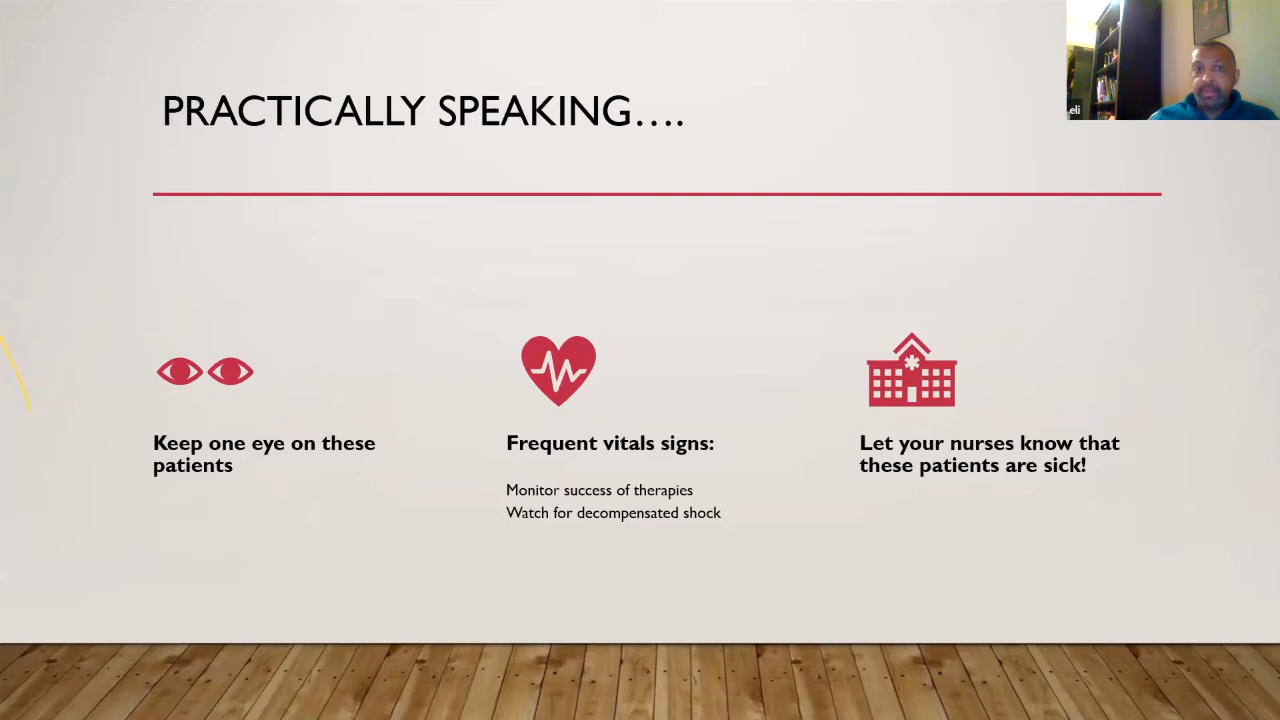 PRACTICALLY SPEAKING....
eli
Keep one eye on these
patients
Frequent vitals signs:
Monitor success of therapies
Watch for decompensated shock
Let your nurses know that
these patients are sick!